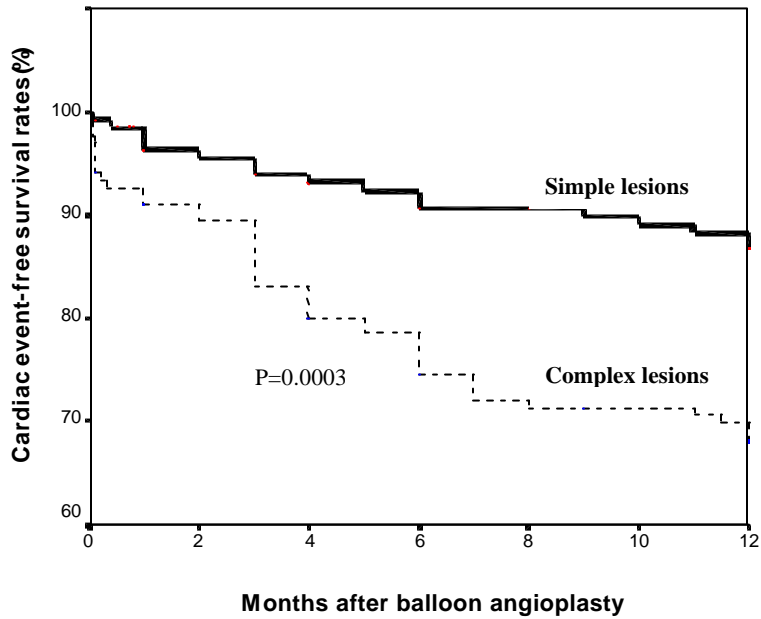 Cardiac event-free survival rates (%)
100
90
80
70
60
Simple lesions
Complex lesions
P=0.0003
0 2 4 6 8 10 12
Months after balloon angioplasty